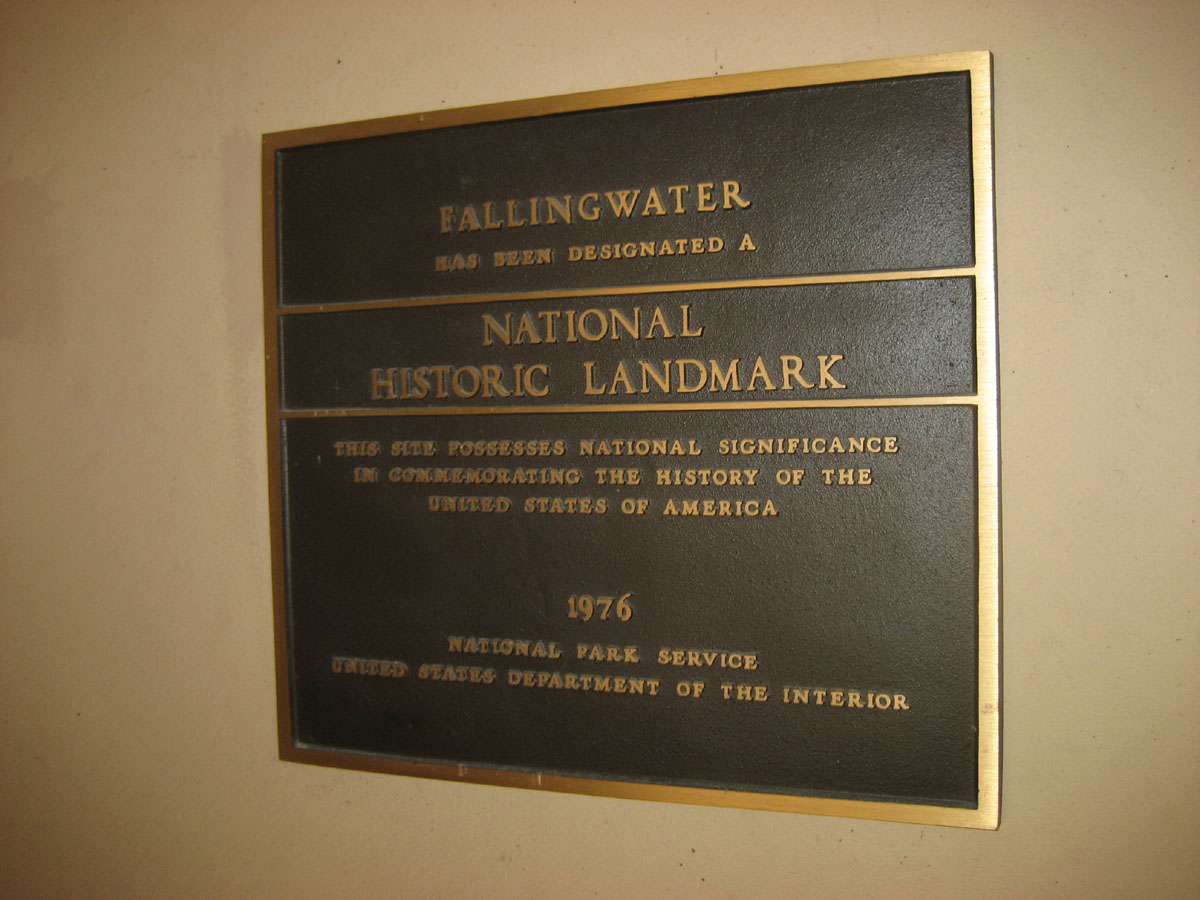 FALLINGWATER
HAS BEEN DESIGNATED A
NATIONAL
HISTORIC LANDMARK
THIS SITE POSSESSES NATIONAL SIGNIFICANCE
IN COMMEMORATING THE HISTORY OF THE
UNITED STATES OF AMERICA
1976
NATIONAL PARK SERVICE
UNITED STATES DEPARTMENT OF THE INTERIOR